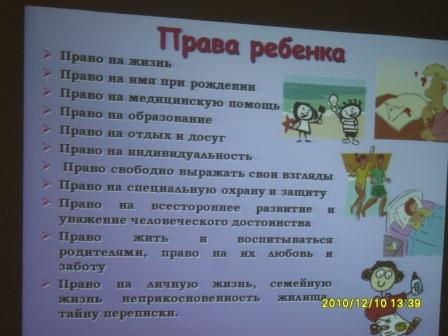 Права ребенка
Право на жизнь
Право на имя при рождении
Право на медицинскую помощь
Право на образование
Право на отдых и досуг
Право на индивидуальность
Право свободно выражать свои взгляды
Право на специальную охрану и защиту
Право на всестороннее развитие и
уважение человеческого достоинства
Право жить и воспитываться
родителями, право на их любовь и
заботу
Право на личную жизнь, семейную
жизнь неприкосновенность жилища,
тайну переписки.
2010/12/10 13:39